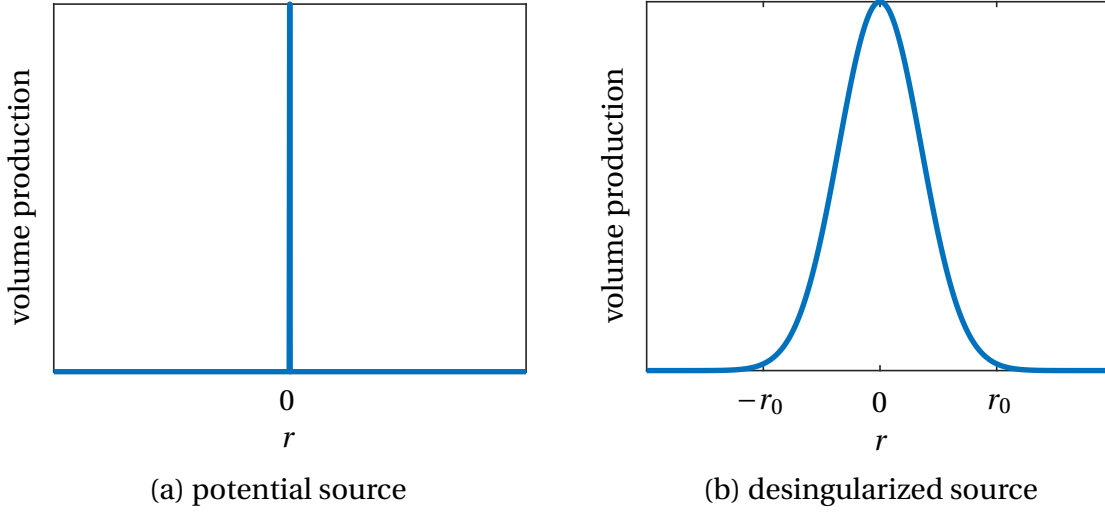 volume production
0
r
(a) potential source
volume production
−r₀ 0 r₀
r
(b) desingularized source